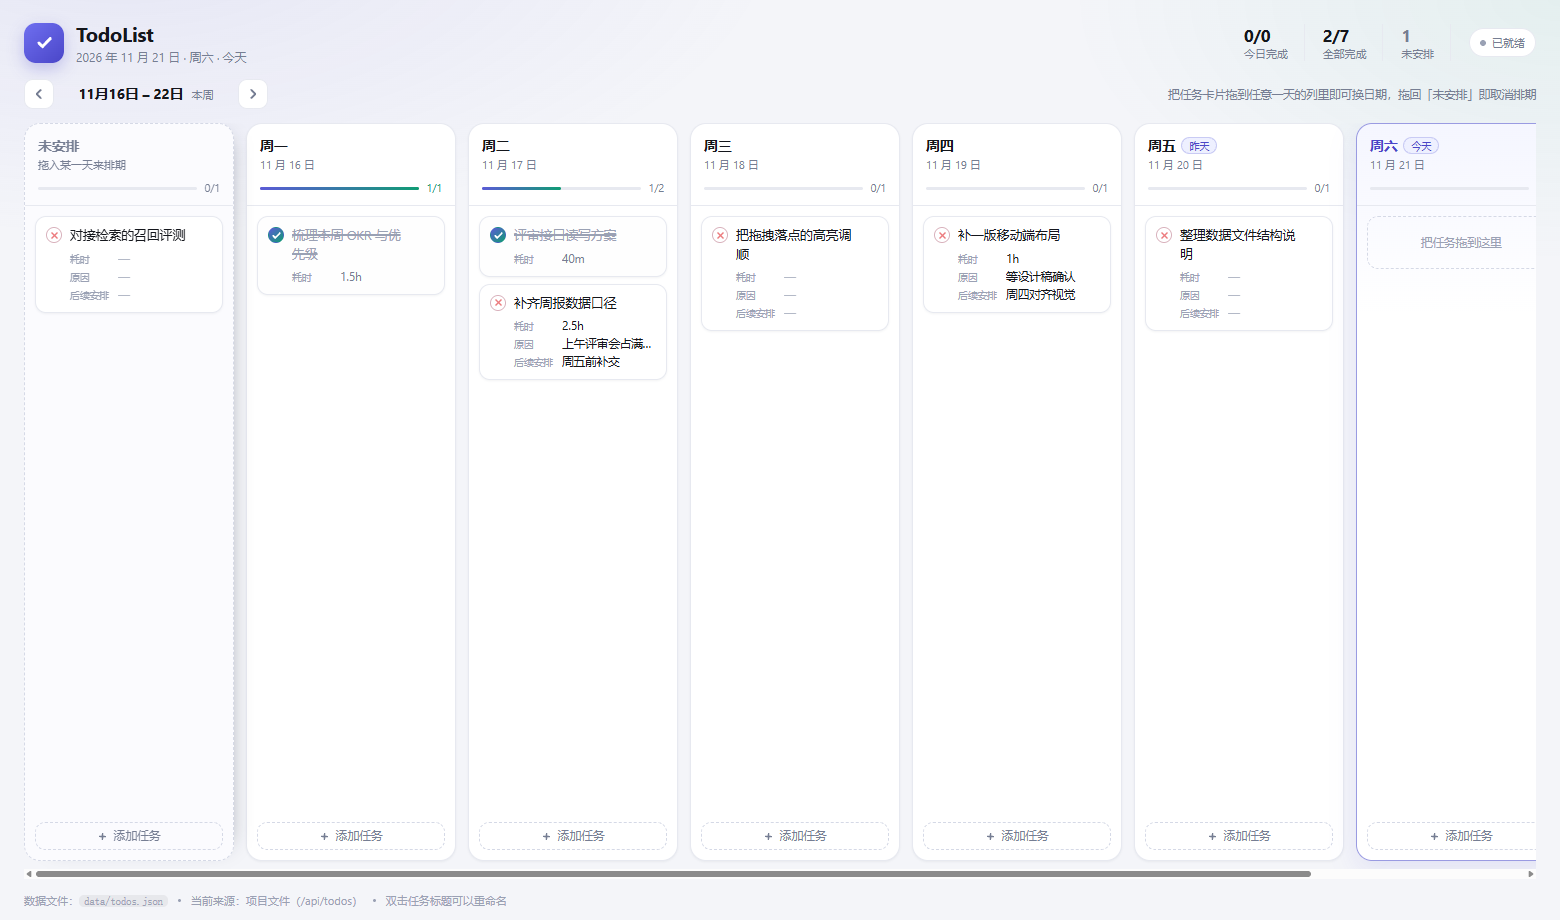 TodoList
2026 年 11 月 21 日 · 周六 · 今天
0/0
今日完成
2/7
全部完成
1
未安排
已就绪
11月16日 – 22日 本周
把任务卡片拖到任意一天的列里即可换日期，拖回「未安排」即取消排期
未安排
拖入某一天来排期
0/1
对接检索的召回评测
耗时 —
原因 —
后续安排 —
+ 添加任务
周一
11 月 16 日
1/1
梳理本周 OKR 与优
先级
耗时 1.5h
+ 添加任务
周二
11 月 17 日
1/2
评审接口读写方案
耗时 40m
补齐周报数据口径
耗时 2.5h
原因 上午评审会占满...
后续安排 周五前补交
+ 添加任务
周三
11 月 18 日
0/1
把拖拽落点的高亮调
顺
耗时 —
原因 —
后续安排 —
+ 添加任务
周四
11 月 19 日
0/1
补一版移动端布局
耗时 1h
原因 等设计稿确认
后续安排 周四对齐视觉
+ 添加任务
周五 昨天
11 月 20 日
0/1
整理数据文件结构说
明
耗时 —
原因 —
后续安排 —
+ 添加任务
周六 今天
11 月 21 日
把任务拖到这里
+ 添加任务
数据文件： data/todos.json • 当前来源：项目文件（/api/todos） • 双击任务标题可以重命名